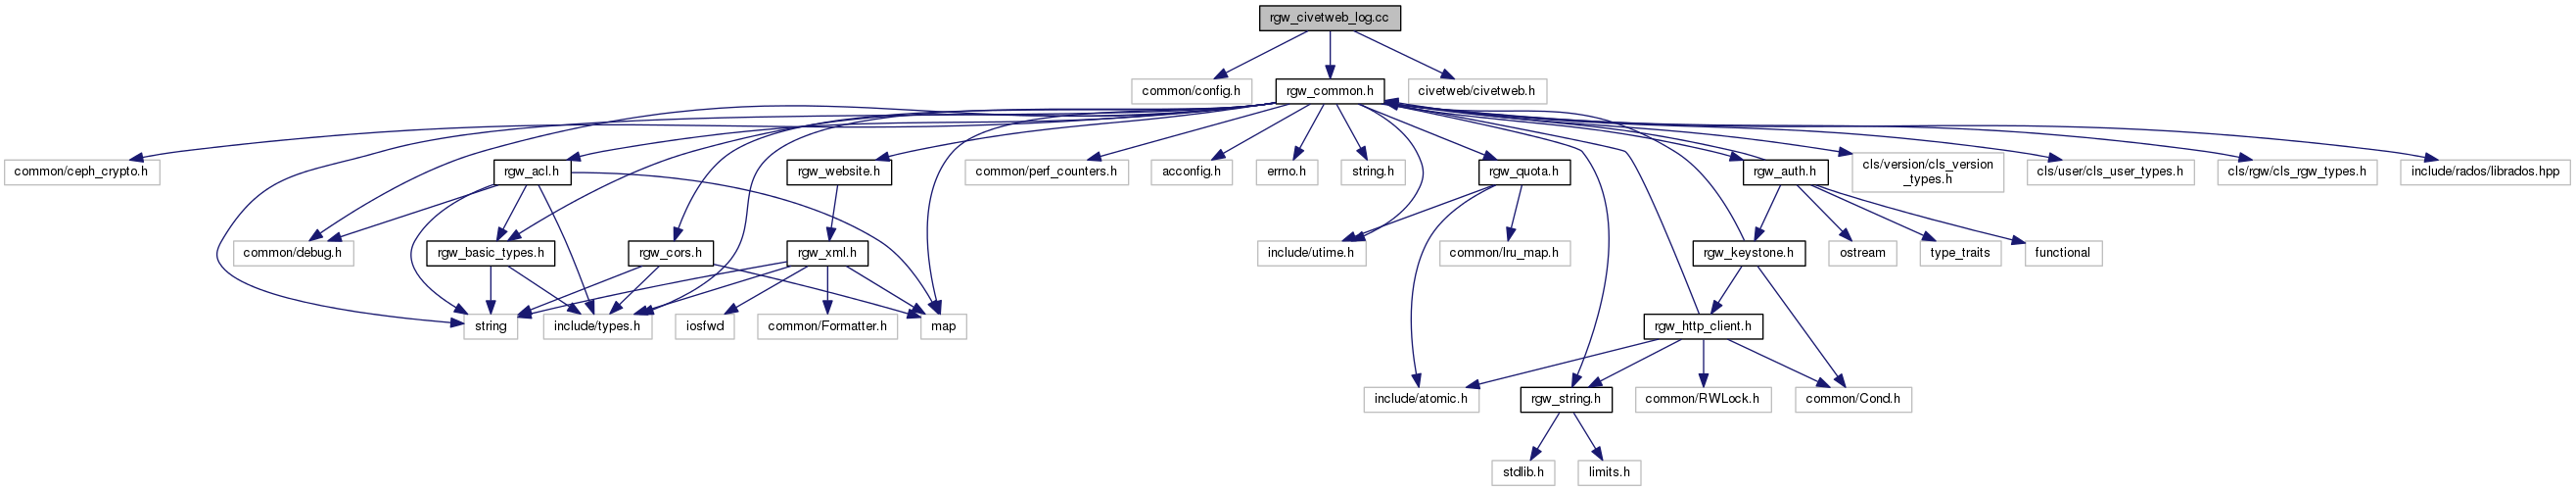 rgw_civetweb_log.cc
common/config.h
rgw_common.h
civetweb/civetweb.h
common/ceph_crypto.h
rgw_acl.h
rgw_website.h
common/perf_counters.h
acconfig.h
errno.h
string.h
rgw_quota.h
rgw_auth.h
cls/version/cls_version
_types.h
cls/user/cls_user_types.h
cls/rgw/cls_rgw_types.h
include/rados/librados.hpp
common/debug.h
rgw_basic_types.h
rgw_cors.h
rgw_xml.h
include/utime.h
common/lru_map.h
rgw_keystone.h
ostream
type_traits
functional
string
include/types.h
iosfwd
common/Formatter.h
map
rgw_http_client.h
include/atomic.h
rgw_string.h
common/RWLock.h
common/Cond.h
stdlib.h
limits.h